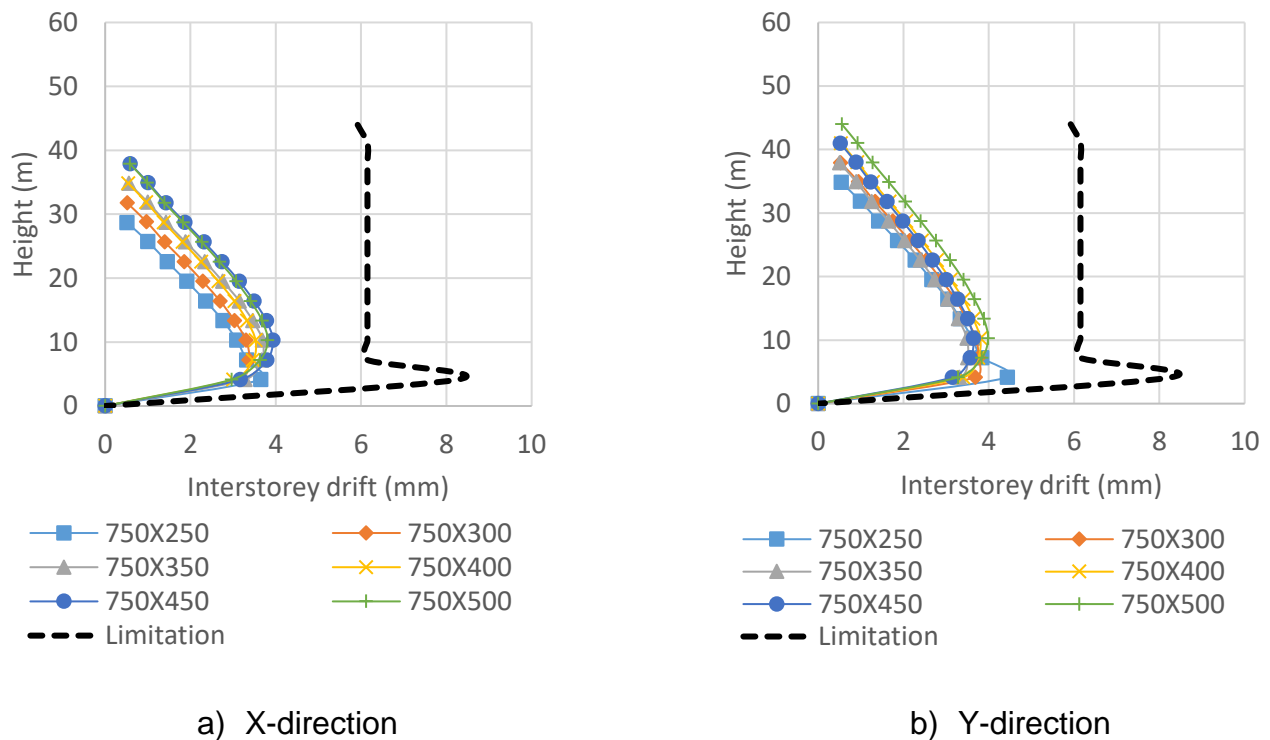 60
50
40
30
20
10
0
0 2 4 6 8 10
Height (m)
Interstorey drift (mm)
750X250 750X300
750X350 750X400
750X450 750X500
Limitation
a) X-direction
60
50
40
30
20
10
0
0 2 4 6 8 10
Height (m)
Interstorey drift (mm)
750X250 750X300
750X350 750X400
750X450 750X500
Limitation
b) Y-direction